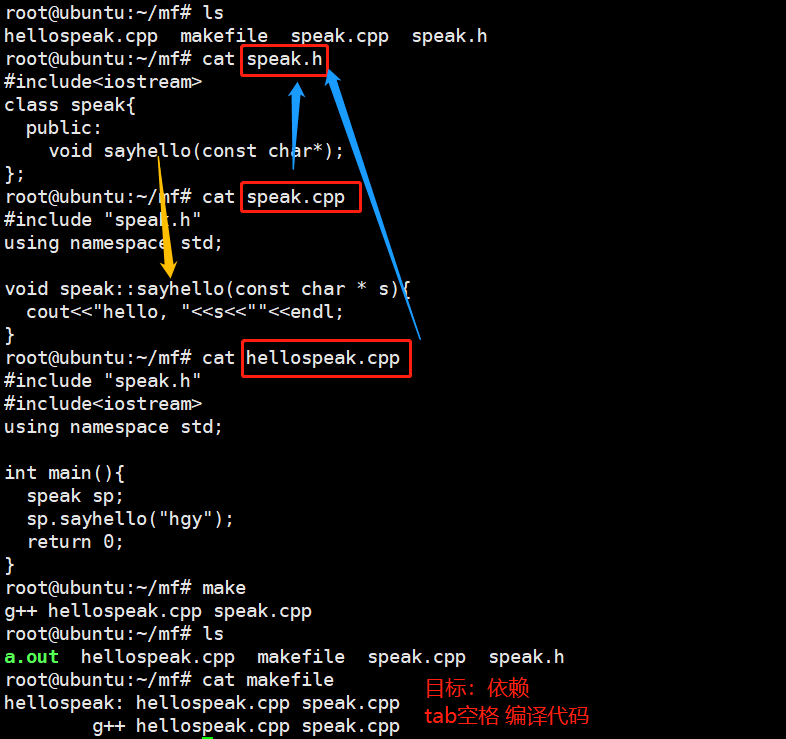 root@ubuntu:~/mf# ls
hellospeak.cpp  makefile  speak.cpp  speak.h
root@ubuntu:~/mf# cat speak.h
#include<iostream>
class speak{
  public:
    void sayhello(const char*);
};
root@ubuntu:~/mf# cat speak.cpp
#include "speak.h"
using namespace std;

void speak::sayhello(const char * s){
  cout<<"hello, "<<s<<""<<endl;
}
root@ubuntu:~/mf# cat hellospeak.cpp
#include "speak.h"
#include<iostream>
using namespace std;

int main(){
  speak sp;
  sp.sayhello("hgy");
  return 0;
}
root@ubuntu:~/mf# make
g++ hellospeak.cpp speak.cpp
root@ubuntu:~/mf# ls
a.out  hellospeak.cpp  makefile  speak.cpp  speak.h
root@ubuntu:~/mf# cat makefile
hellospeak: hellospeak.cpp speak.cpp
        g++ hellospeak.cpp speak.cpp
目标：依赖
tab空格 编译代码